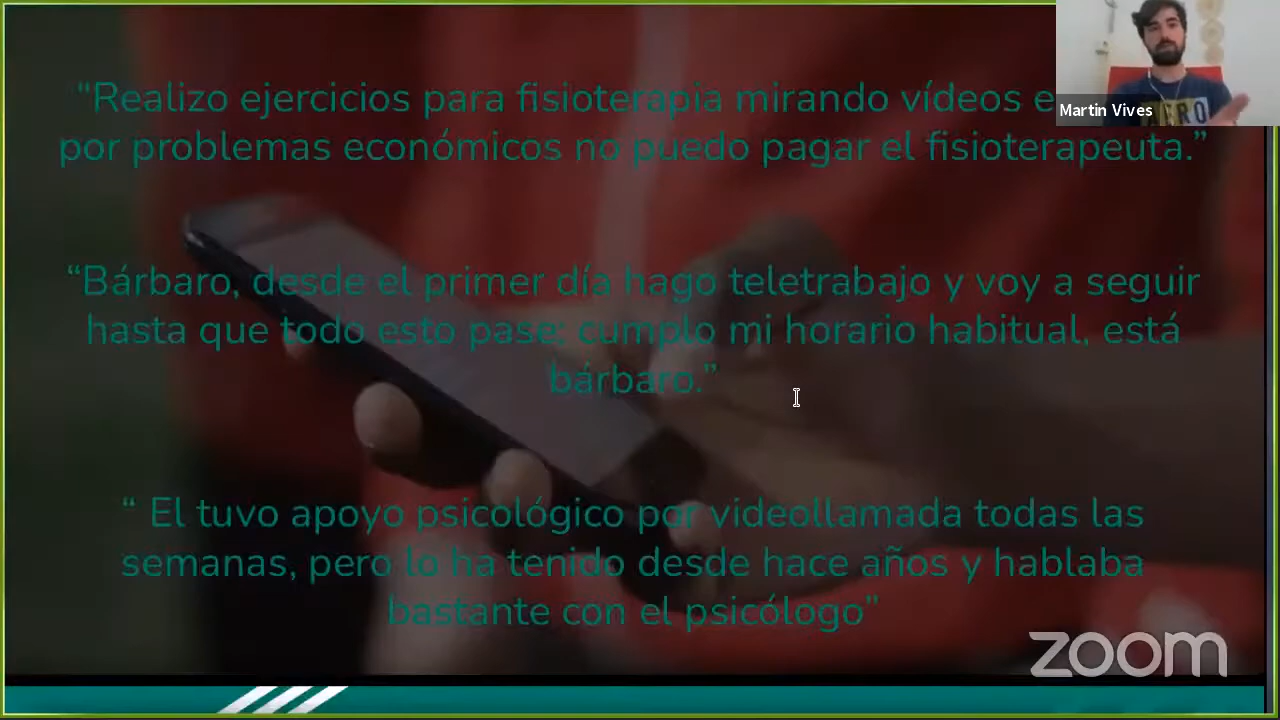 “Realizo ejercicios para fisioterapia mirando vídeos e
por problemas económicos no puedo pagar el fisioterapeuta.”
“Bárbaro, desde el primer día hago teletrabajo y voy a seguir
hasta que todo esto pase; cumplo mi horario habitual, está
bárbaro.”
“ El tuvo apoyo psicológico por videollamada todas las
semanas, pero lo ha tenido desde hace años y hablaba
bastante con el psicólogo”
Martin Vives
zoom